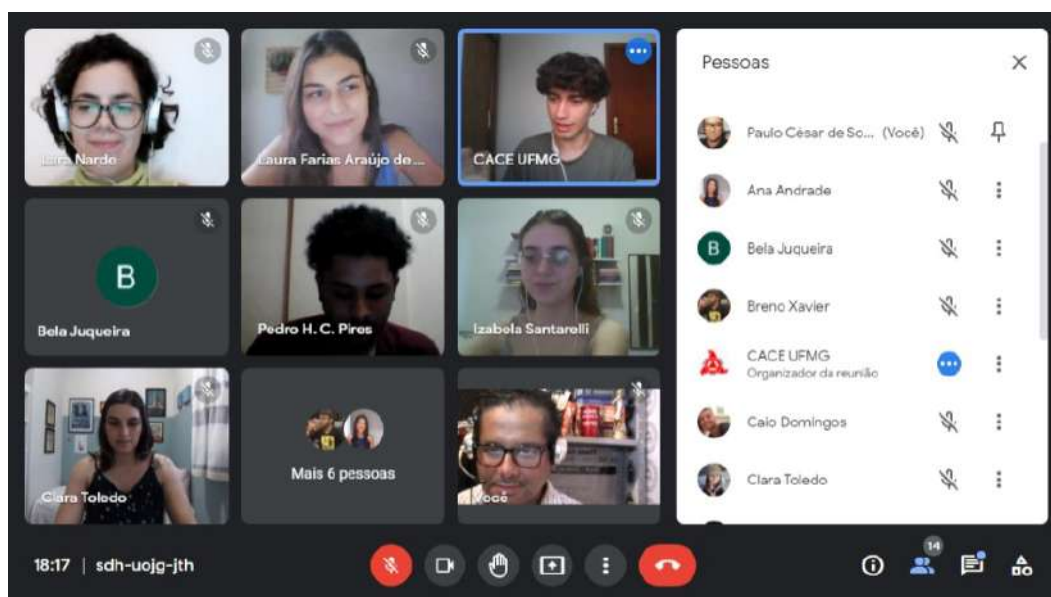 Iaira Nardo
Laura Farias Araújo de ...
CACE UFMG
B
Bela Juqueira
Pedro H. C. Pires
Izabela Santarelli
Clara Toledo
Mais 6 pessoas
Você
Pessoas
Paulo César de So... (Você)
Ana Andrade
B
Bela Juqueira
Breno Xavier
CACE UFMG
Organizador da reunião
Caio Domingos
Clara Toledo
18:17 | sdh-uojg-jth
14